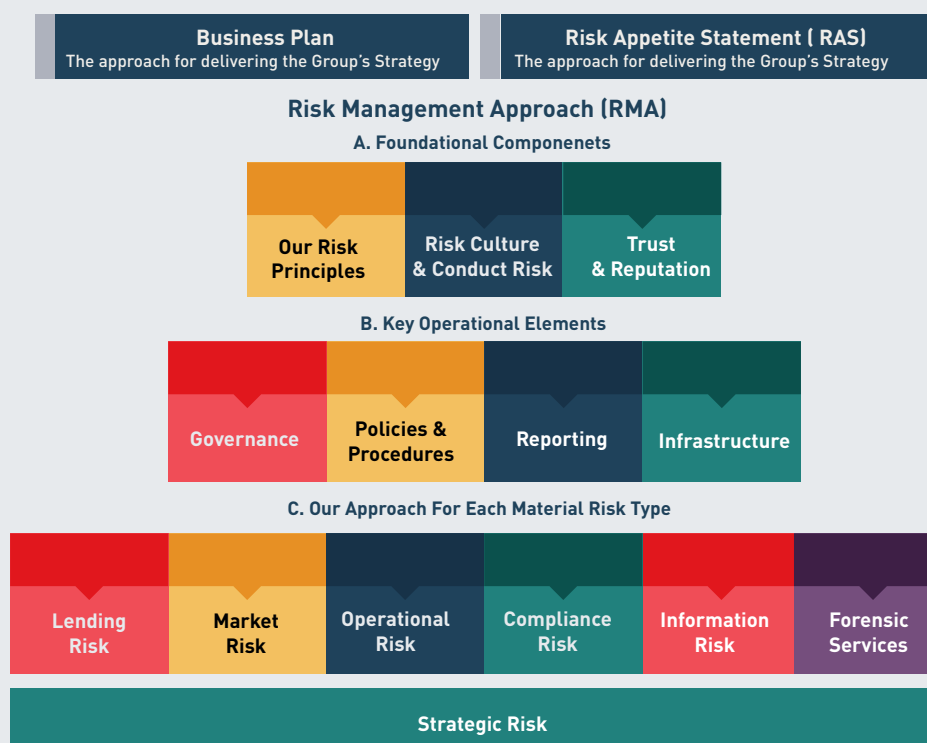 Business Plan
The approach for delivering the Group's Strategy
Risk Appetite Statement ( RAS)
The approach for delivering the Group's Strategy
Risk Management Approach (RMA)
A. Foundational Componenets
Our Risk
Principles
Risk Culture
& Conduct Risk
Trust
& Reputation
B. Key Operational Elements
Governance
Policies &
Procedures
Reporting
Infrastructure
C. Our Approach For Each Material Risk Type
Lending
Risk
Market
Risk
Operational
Risk
Compliance
Risk
Information
Risk
Forensic
Services
Strategic Risk